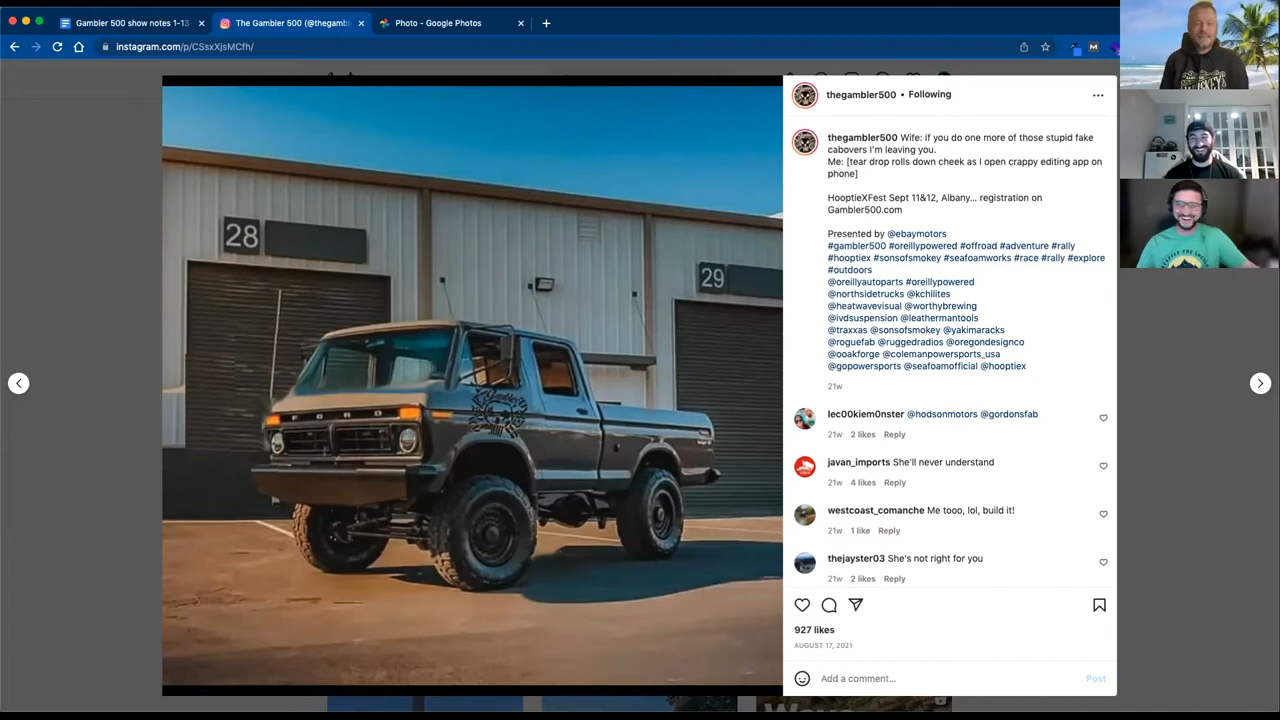 Gambler 500 show notes 1-13-
The Gambler 500 (@thegambl
Photo - Google Photos
instagram.com/p/CSsxXjsMCfh/
thegambler500 • Following
thegambler500 Wife: if you do one more of those stupid fake
cabovers I'm leaving you.
Me: [tear drop rolls down cheek as I open crappy editing app on
phone]
HooptieXFest Sept 11&12, Albany... registration on
Gambler500.com
Presented by @ebaymotors
#gambler500 #oreillypowered #offroad #adventure #rally
#hooptiex #sonsofsmokey #seafoamworks #race #rally #explore
#outdoors
@oreillyautoparts #oreillypowered
@northsidetrucks @kchilites
@heatwavevisual @worthybrewing
@ivdsuspension @leathermantools
@traxxas @sonsofsmokey @yakimaracks
@roguefab @ruggedradios @oregondesignco
@ooakforge @colemanpowersports_usa
@gopowersports @seafoamofficial @hooptiex
21w
lec00kiem0nster @hodsonmotors @gordonsfab
21w 2 likes Reply
javan_imports She'll never understand
21w 4 likes Reply
westcoast_comanche Me tooo, lol, build it!
21w 1 like Reply
thejayster03 She's not right for you
21w 2 likes Reply
927 likes
AUGUST 17, 2021
Add a comment...
Post
28
29
FORD
Gambler
500
WHISKEY